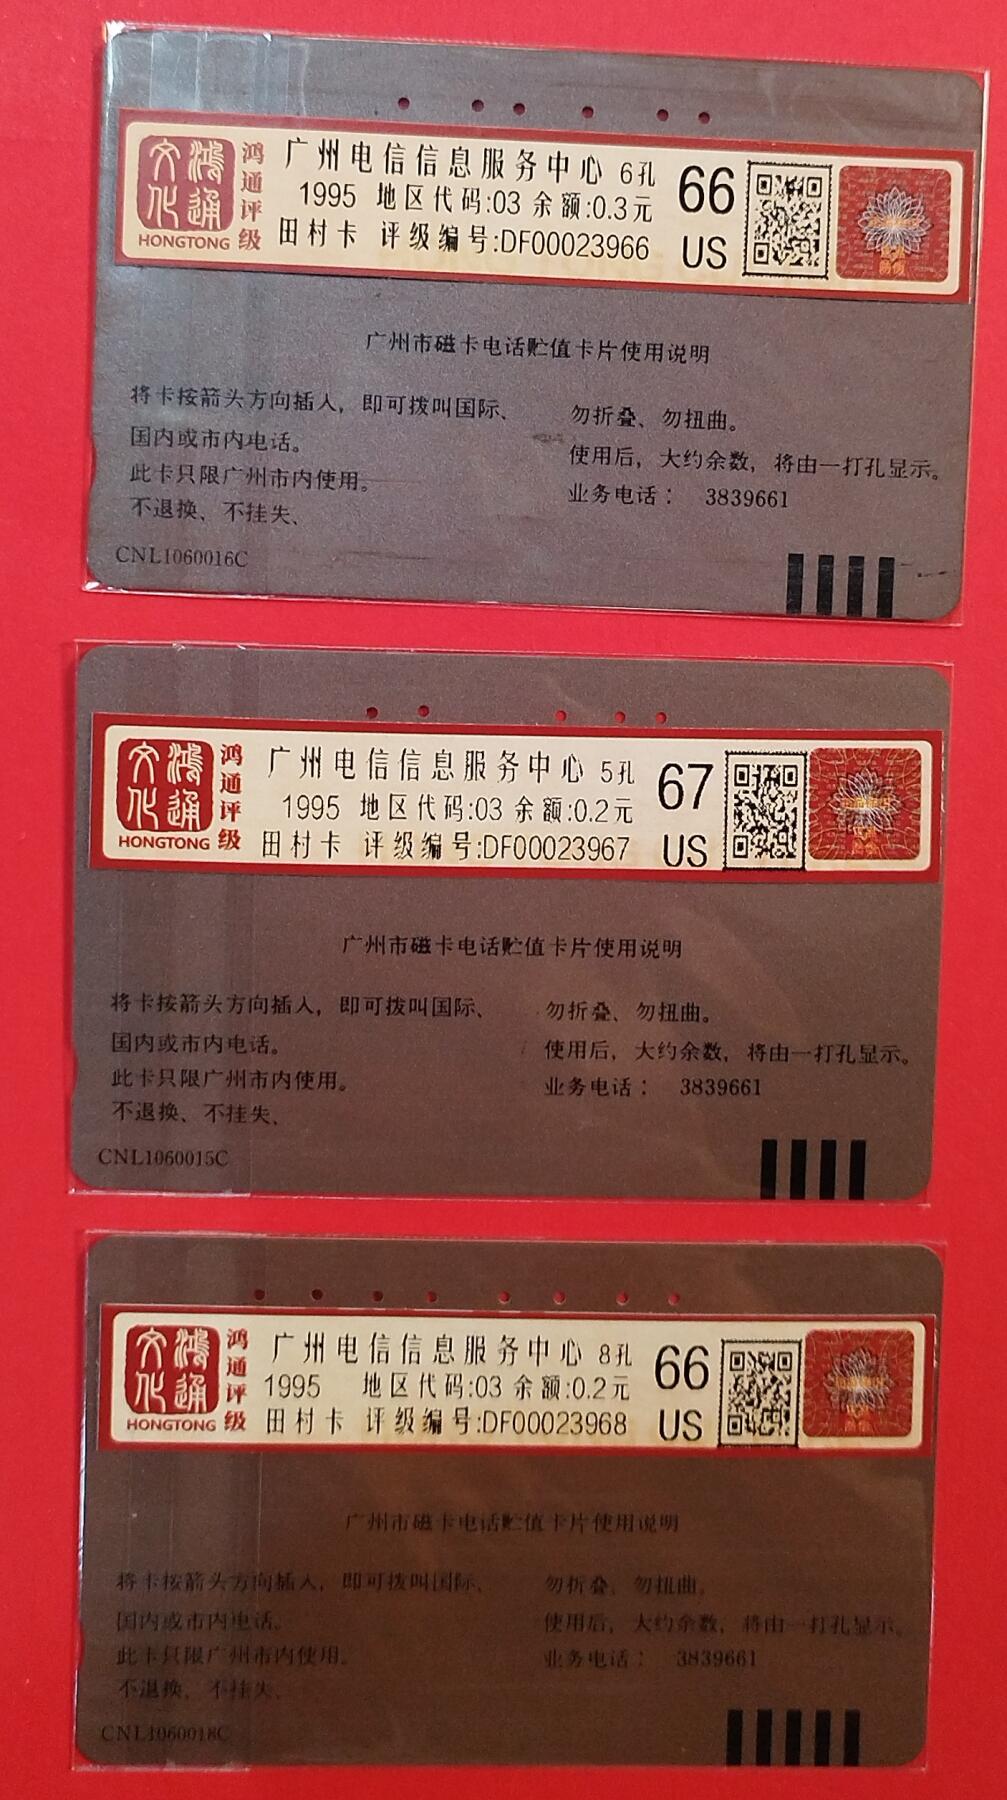 鸿通
文化
HONGTONG
鸿通评级
广州电信信息服务中心 6孔
1995 地区代码:03 余额:0.3元
田村卡 评级编号:DF00023966
66
US
广州市磁卡电话贮值卡片使用说明
将卡按箭头方向插入，即可拨叫国际、
国内或市内电话。
此卡只限广州市内使用。
不退换、不挂失、
勿折叠、勿扭曲。
使用后，大约余数，将由一打孔显示。
业务电话： 3839661
CNL1060016C
鸿通
文化
HONGTONG
鸿通评级
广州电信信息服务中心 5孔
1995 地区代码:03 余额:0.2元
田村卡 评级编号:DF00023967
67
US
广州市磁卡电话贮值卡片使用说明
将卡按箭头方向插入，即可拨叫国际、
国内或市内电话。
此卡只限广州市内使用。
不退换、不挂失、
勿折叠、勿扭曲。
使用后，大约余数，将由一打孔显示。
业务电话： 3839661
CNL1060015C
鸿通
文化
HONGTONG
鸿通评级
广州电信信息服务中心 8孔
1995 地区代码:03 余额:0.2元
田村卡 评级编号:DF00023968
66
US
广州市磁卡电话贮值卡片使用说明
将卡按箭头方向插入，即可拨叫国际、
国内或市内电话。
此卡只限广州市内使用。
不退换、不挂失、
勿折叠、勿扭曲。
使用后，大约余数，将由一打孔显示。
业务电话： 3839661
CNL1060018C